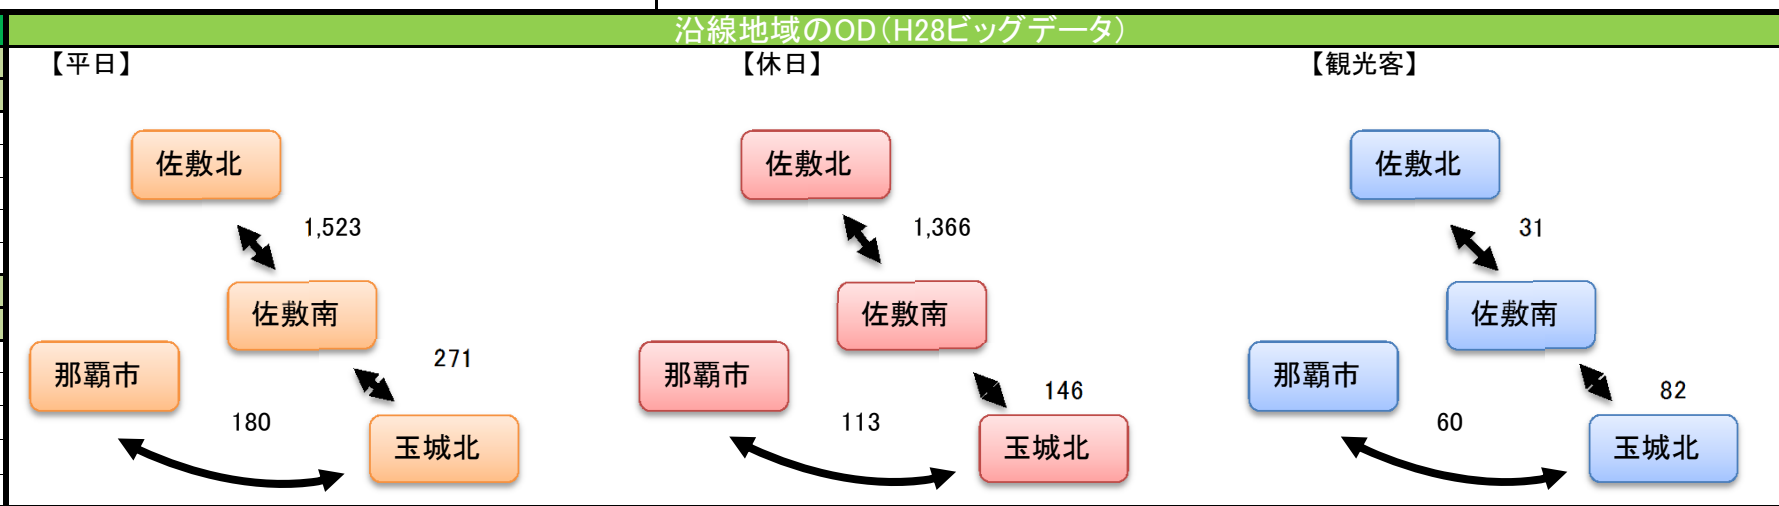 沿線地域のOD（H28ビッグデータ）
【平日】
佐敷北
1,523
佐敷南
271
那覇市
180
玉城北
【休日】
佐敷北
1,366
佐敷南
146
那覇市
113
玉城北
【観光客】
佐敷北
31
佐敷南
82
那覇市
60
玉城北